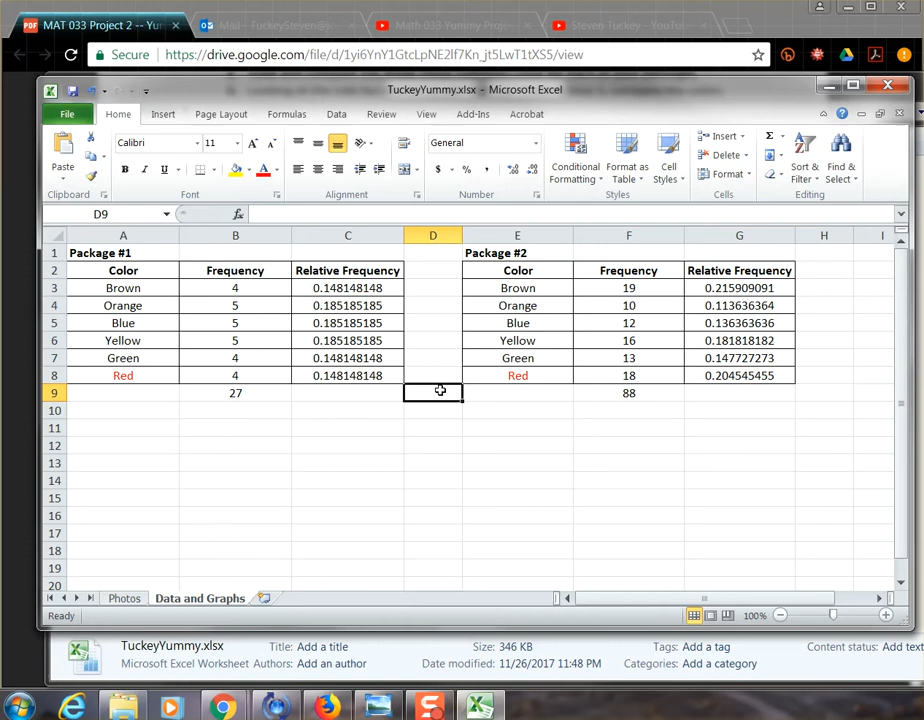 MAT 033 Project 2 -- Yu
Mail - TuckeySteven@
Math 033 Yummy Proj
Steven Tuckey - YouTu
Secure
https://drive.google.com/file/d/1yi6YnY1GtcLpNE2lf7Kn_jt5LwT1tXS5/view
TuckeyYummy.xlsx - Microsoft Excel
File Home Insert Page Layout Formulas Data Review View Add-Ins Acrobat
Paste
Calibri 11
B I U
General
$ % ,
Conditional Formatting
Format as Table
Cell Styles
Insert
Delete
Format
Sort & Filter
Find & Select
Clipboard Font Alignment Number Styles Cells Editing
D9 fx
A B C D E F G H I
1 Package #1 Package #2
2 Color Frequency Relative Frequency Color Frequency Relative Frequency
3 Brown 4 0.148148148 Brown 19 0.215909091
4 Orange 5 0.185185185 Orange 10 0.113636364
5 Blue 5 0.185185185 Blue 12 0.136363636
6 Yellow 5 0.185185185 Yellow 16 0.181818182
7 Green 4 0.148148148 Green 13 0.147727273
8 Red 4 0.148148148 Red 18 0.204545455
9 27 88
10
11
12
13
14
15
16
17
18
19
20
Photos Data and Graphs
Ready 100%
TuckeyYummy.xlsx Title: Add a title Size: 346 KB Tags: Add a tag Content status: Add text
Microsoft Excel Worksheet Authors: Add an author Date modified: 11/26/2017 11:48 PM Categories: Add a category